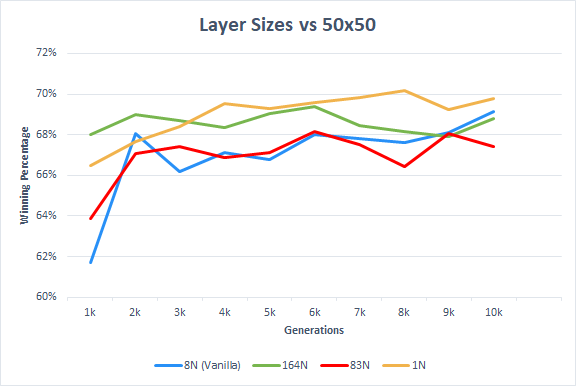 Layer Sizes vs 50x50
72%
70%
68%
66%
64%
62%
60%
Winning Percentage
1k 2k 3k 4k 5k 6k 7k 8k 9k 10k
Generations
8N (Vanilla) 164N 83N 1N